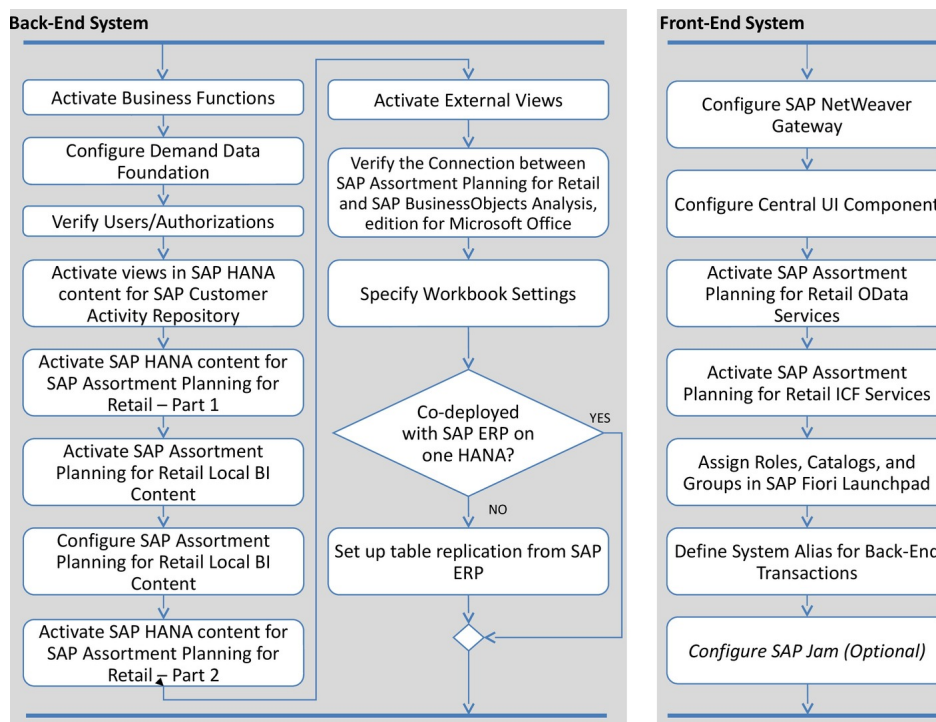 Back-End System
Activate Business Functions
Configure Demand Data
Foundation
Verify Users/Authorizations
Activate views in SAP HANA
content for SAP Customer
Activity Repository
Activate SAP HANA content for
SAP Assortment Planning for
Retail – Part 1
Activate SAP Assortment
Planning for Retail Local BI
Content
Configure SAP Assortment
Planning for Retail Local BI
Content
Activate SAP HANA content for
SAP Assortment Planning for
Retail – Part 2
Activate External Views
Verify the Connection between
SAP Assortment Planning for Retail
and SAP BusinessObjects Analysis,
edition for Microsoft Office
Specify Workbook Settings
Co-deployed
with SAP ERP on
one HANA?
YES
NO
Set up table replication from SAP
ERP
Front-End System
Configure SAP NetWeaver
Gateway
Configure Central UI Component
Activate SAP Assortment
Planning for Retail OData
Services
Activate SAP Assortment
Planning for Retail ICF Services
Assign Roles, Catalogs, and
Groups in SAP Fiori Launchpad
Define System Alias for Back-End
Transactions
Configure SAP Jam (Optional)